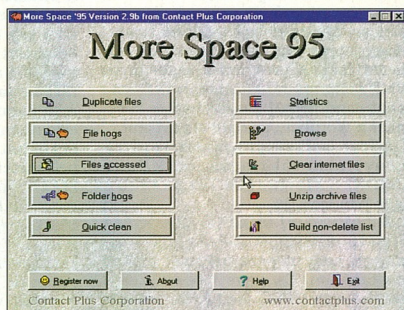 More Space '95 Version 2.9b from Contact Plus Corporation
More Space 95
Duplicate files
File hogs
Files accessed
Folder hogs
Quick clean
Statistics
Browse
Clear internet files
Unzip archive files
Build non-delete list
Register now
About
Help
Exit
Contact Plus Corporation
www.contactplus.com